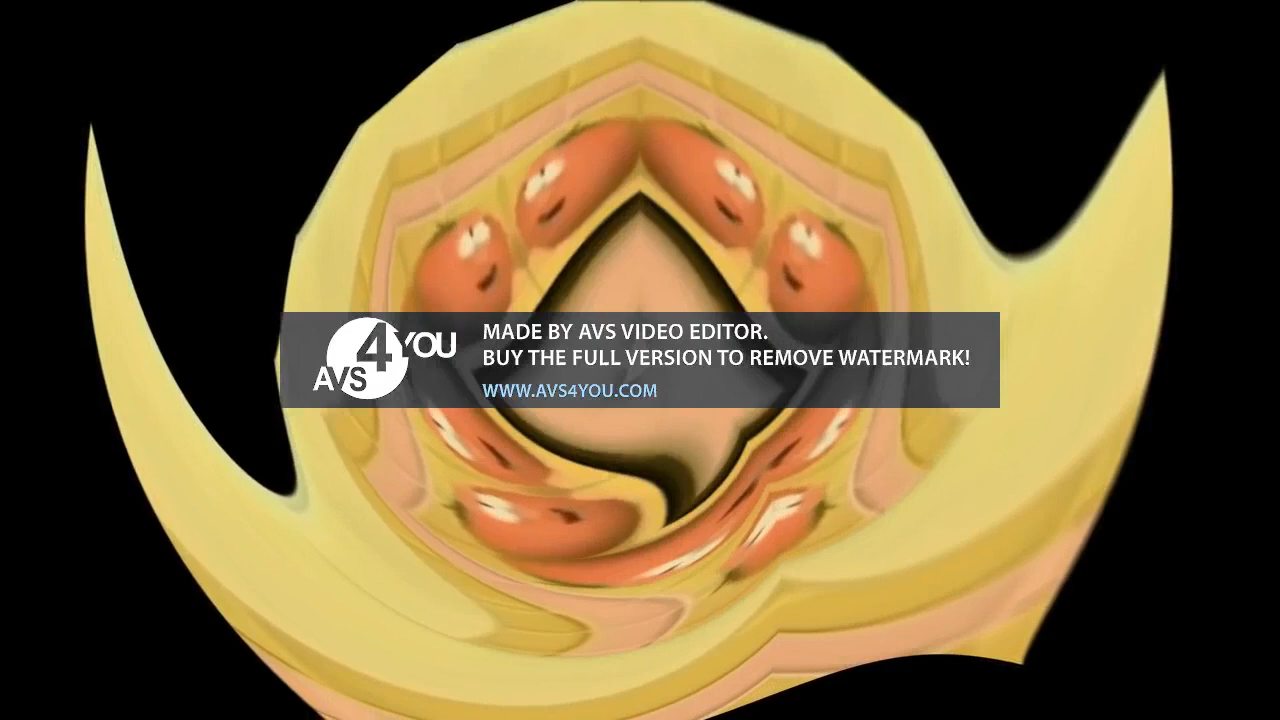 AVS4YOU
MADE BY AVS VIDEO EDITOR.
BUY THE FULL VERSION TO REMOVE WATERMARK!
WWW.AVS4YOU.COM